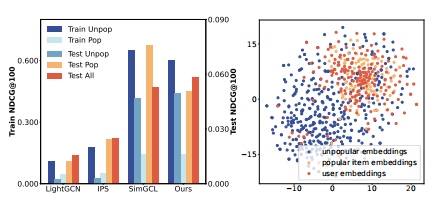 Train NDCG@100
0.600
0.300
0.000
Train Unpop
Train Pop
Test Unpop
Test Pop
Test All
LightGCN IPS SimGCL Ours
0.090
0.060
0.030
0.000
Test NDCG@100
15
0
−15
unpopular embeddings
popular item embeddings
user embeddings
−10 0 10 20